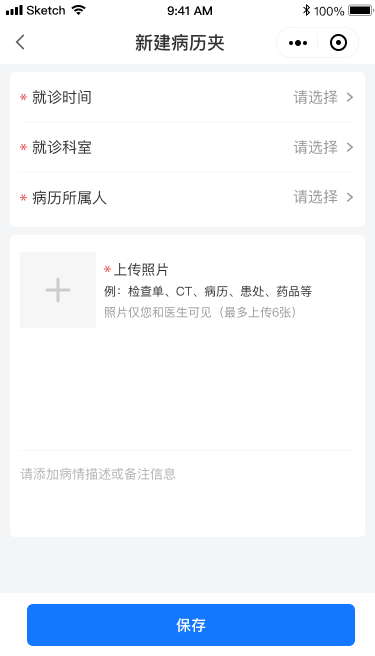 Sketch 9:41 AM 100%
新建病历夹
* 就诊时间 请选择
* 就诊科室 请选择
* 病历所属人 请选择
*上传照片
例：检查单、CT、病历、患处、药品等
照片仅您和医生可见（最多上传6张）
请添加病情描述或备注信息
保存